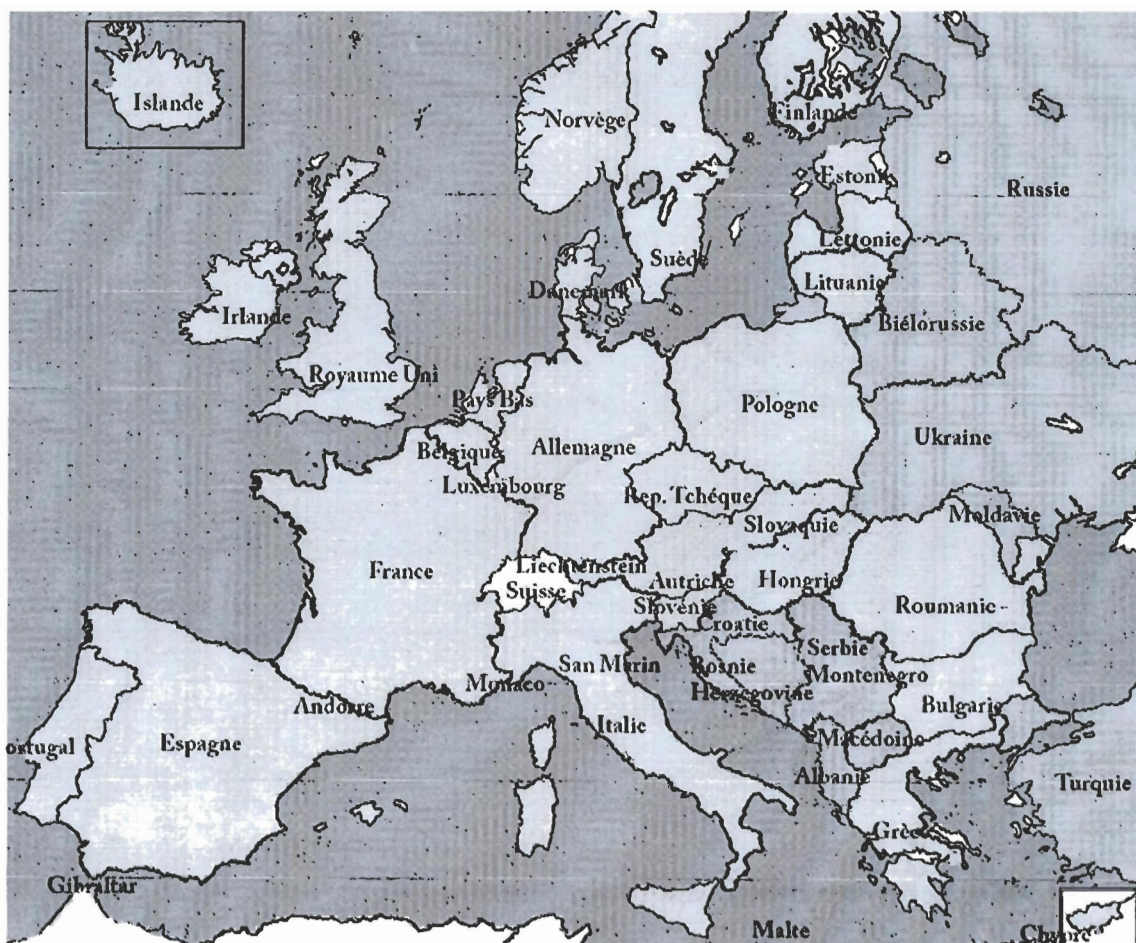 Islande
Norvège
Finlande
Estonie
Russie
Lettonie
Suède
Lituanie
Danemark
Irlande
Biélorussie
Royaume Uni
Pays Bas
Pologne
Ukraine
Belgique
Allemagne
Luxembourg
Rep. Tchéque
Moldavie
Slovaquie
France
Liechtenstein
Suisse
Autriche
Hongrie
Slovénie
Roumanie
Croatie
Serbie
San Marin
Bosnie
Montenegro
Monaco
Herzegovine
Andorre
Italie
Bulgarie
Portugal
Espagne
Macédoine
Albanie
Turquie
Grèce
Gibraltar
Malte
Chypre